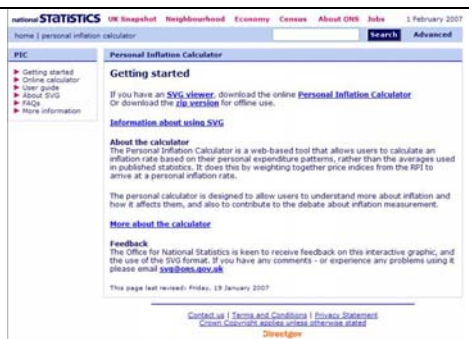 national STATISTICS UK Snapshot Neighbourhood Economy Census About ONS Jobs 1 February 2007
home | personal inflation calculator Search Advanced
PIC
Getting started
Online calculator
User guide
About SVG
FAQs
More information
Personal Inflation Calculator
Getting started
If you have an SVG viewer, download the online Personal Inflation Calculator
Or download the zip version for offline use.
Information about using SVG
About the calculator
The Personal Inflation Calculator is a web-based tool that allows users to calculate an
inflation rate based on their personal expenditure patterns, rather than the averages used
in published statistics. It does this by weighting together price indices from the RPI to
arrive at a personal inflation rate.
The personal calculator is designed to allow users to understand more about inflation and
how it affects them, and also to contribute to the debate about inflation measurement.
More about the calculator
Feedback
The Office for National Statistics is keen to receive feedback on this interactive graphic, and
the use of the SVG format. If you have any comments - or experience any problems using it
please email svg@ons.gov.uk
This page last revised: Friday, 19 January 2007
Contact us | Terms and Conditions | Privacy Statement
Crown Copyright applies unless otherwise stated
Directgov